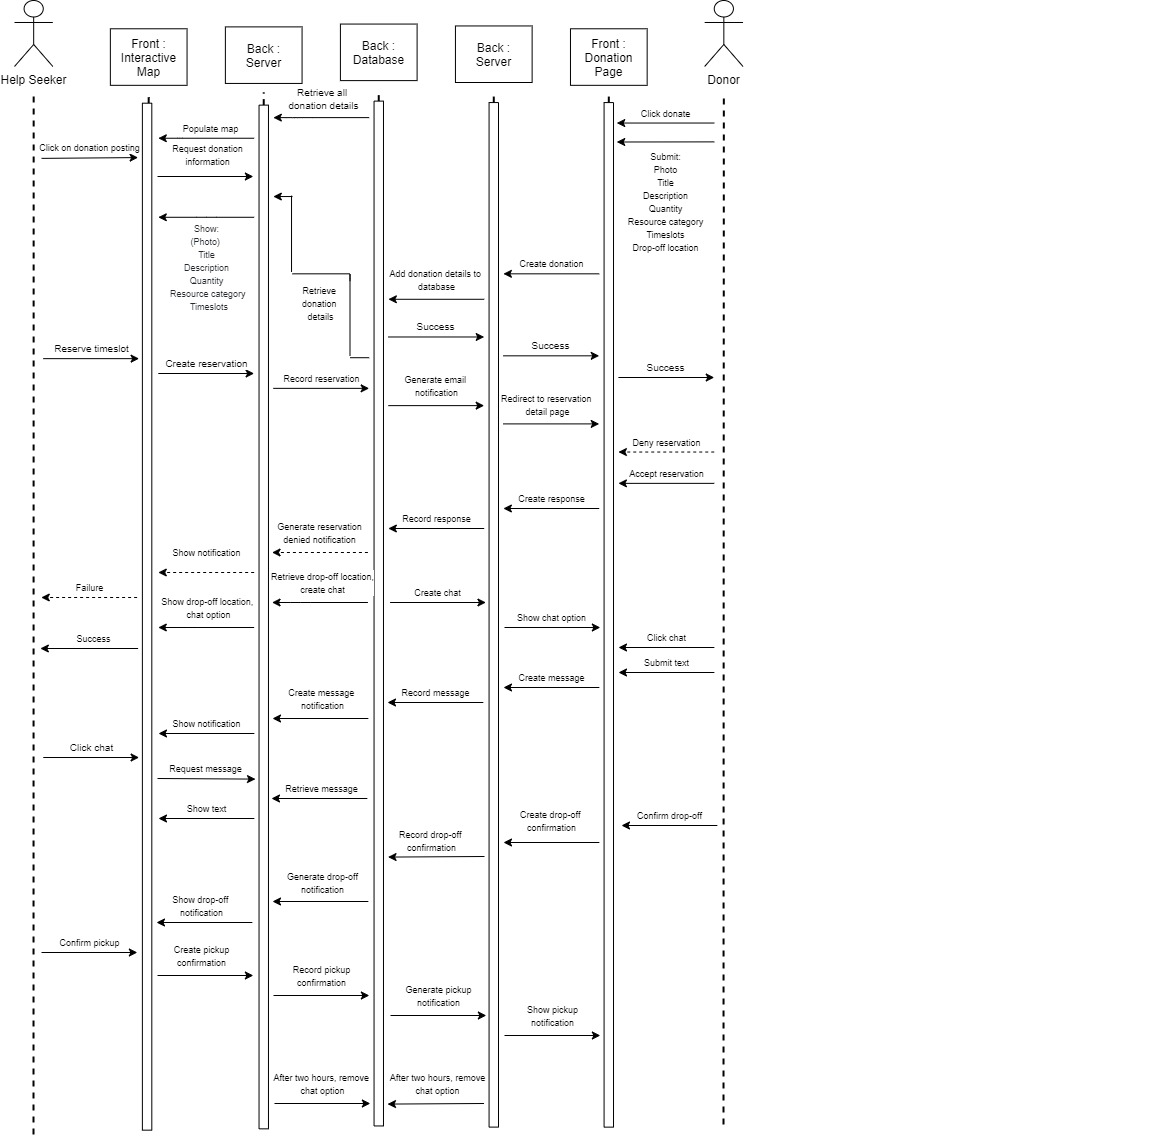 Help Seeker
Front :
Interactive
Map
Back :
Server
Back :
Database
Back :
Server
Front :
Donation
Page
Donor
Retrieve all
donation details
Click donate
Populate map
Click on donation posting
Request donation
information
Submit:
Photo
Title
Description
Quantity
Resource category
Timeslots
Drop-off location
Show:
(Photo)
Title
Description
Quantity
Resource category
Timeslots
Create donation
Add donation details to
database
Retrieve
donation
details
Success
Success
Reserve timeslot
Create reservation
Success
Record reservation
Generate email
notification
Redirect to reservation
detail page
Deny reservation
Accept reservation
Create response
Record response
Generate reservation
denied notification
Show notification
Failure
Retrieve drop-off location,
create chat
Create chat
Show drop-off location,
chat option
Show chat option
Success
Click chat
Submit text
Create message
Record message
Create message
notification
Show notification
Click chat
Request message
Retrieve message
Show text
Confirm drop-off
Create drop-off
confirmation
Record drop-off
confirmation
Generate drop-off
notification
Show drop-off
notification
Confirm pickup
Create pickup
confirmation
Record pickup
confirmation
Generate pickup
notification
Show pickup
notification
After two hours, remove
chat option
After two hours, remove
chat option